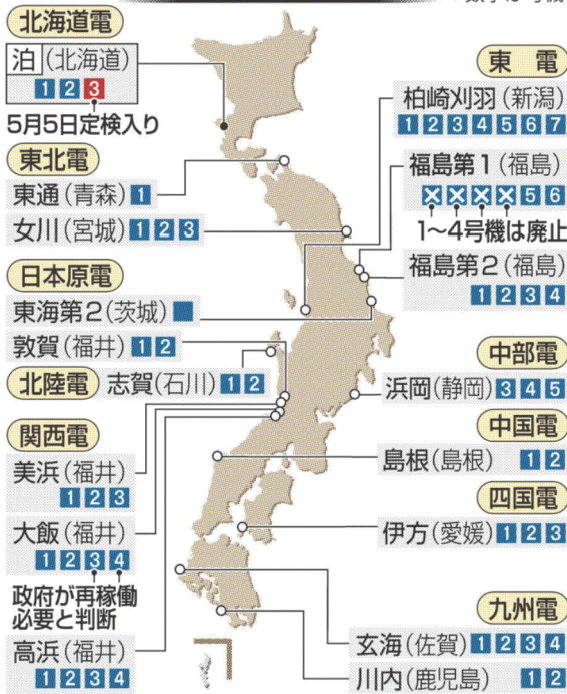 北海道電
泊(北海道)
1 2 3
5月5日定検入り
東北電
東通(青森) 1
女川(宮城) 1 2 3
日本原電
東海第2(茨城)
敦賀(福井) 1 2
北陸電 志賀(石川) 1 2
関西電
美浜(福井)
1 2 3
大飯(福井)
1 2 3 4
政府が再稼働
必要と判断
高浜(福井)
1 2 3 4
東電
柏崎刈羽(新潟)
1 2 3 4 5 6 7
福島第1(福島)
× × × × 5 6
1〜4号機は廃止
福島第2(福島)
1 2 3 4
中部電
浜岡(静岡) 3 4 5
中国電
島根(島根) 1 2
四国電
伊方(愛媛) 1 2 3
九州電
玄海(佐賀) 1 2 3 4
川内(鹿児島) 1 2